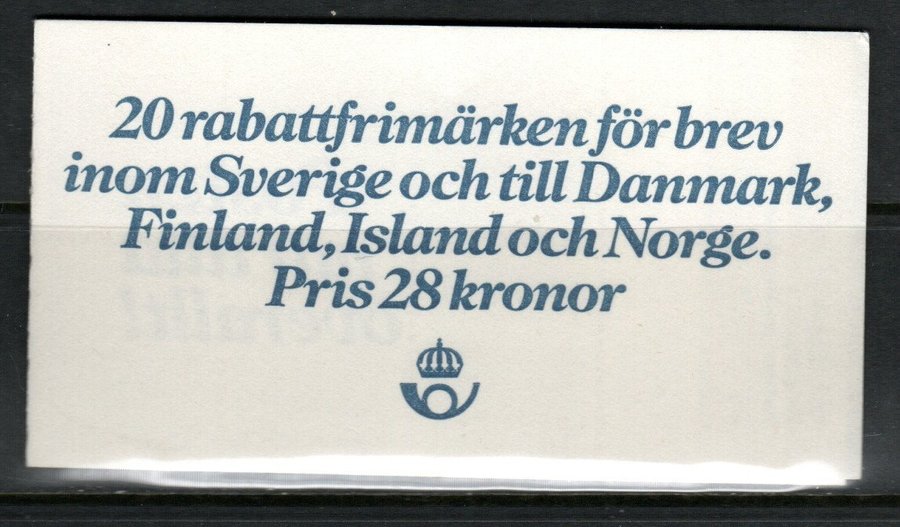 20 rabattfrimärken för brev
inom Sverige och till Danmark,
Finland, Island och Norge.
Pris 28 kronor